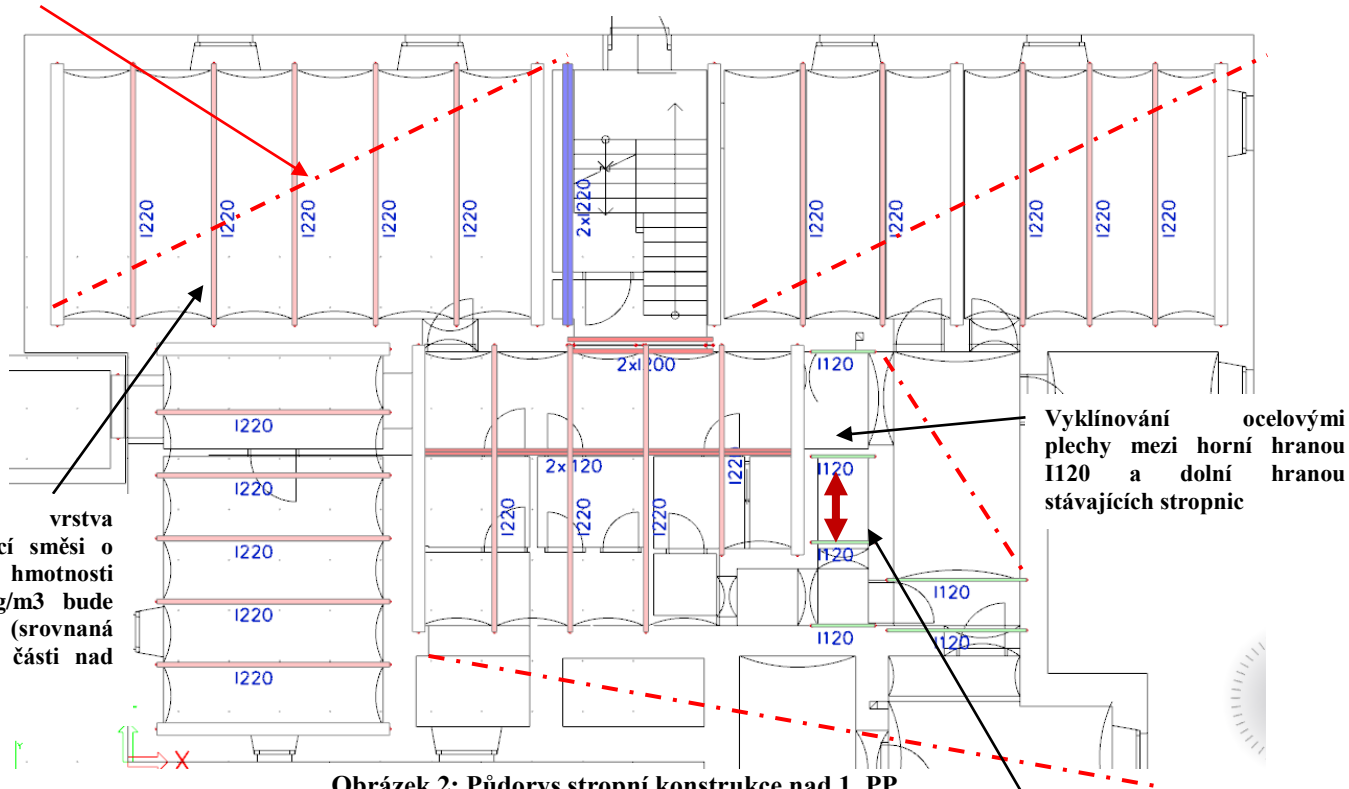 I220
I220
I220
I220
I220
2xI220
I220
I220
I220
I220
I220
2xI200
I120
I220
I220
I220
I220
I220
2xI120
I220
I220
I220
I22
I120
I120
I120
I120
I120
Vyklínování ocelovými
plechy mezi horní hranou
I120 a dolní hranou
stávajících stropnic
vrstva
cí směsi o
hmotnosti
g/m3 bude
(srovnaná
části nad
Y
X
Obrázek 2: Půdorys stropní konstrukce nad 1. PP